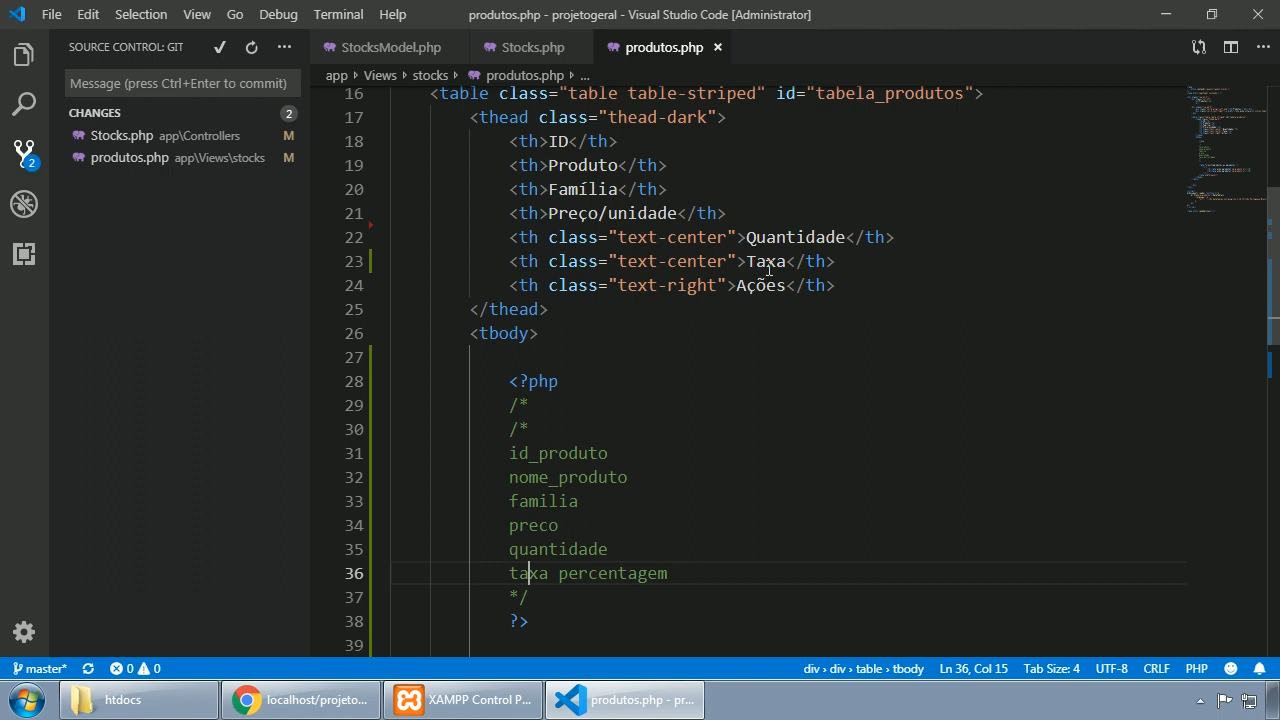 File Edit Selection View Go Debug Terminal Help produtos.php - projetogeral - Visual Studio Code [Administrator]
SOURCE CONTROL: GIT
StocksModel.php Stocks.php produtos.php ×
Message (press Ctrl+Enter to commit)
CHANGES 2
Stocks.php app\Controllers M
produtos.php app\Views\stocks M
app Views stocks produtos.php ...
16 <table class="table table-striped" id="tabela_produtos">
17 <thead class="thead-dark">
18 <th>ID</th>
19 <th>Produto</th>
20 <th>Família</th>
21 <th>Preço/unidade</th>
22 <th class="text-center">Quantidade</th>
23 <th class="text-center">Taxa</th>
24 <th class="text-right">Ações</th>
25 </thead>
26 <tbody>
27
28 <?php
29 /*
30 /*
31 id_produto
32 nome_produto
33 familia
34 preco
35 quantidade
36 taxa percentagem
37 */
38 ?>
39
2
master* 0 0 div › div › table › tbody Ln 36, Col 15 Tab Size: 4 UTF-8 CRLF PHP
htdocs localhost/projeto... XAMPP Control P... produtos.php - pr...